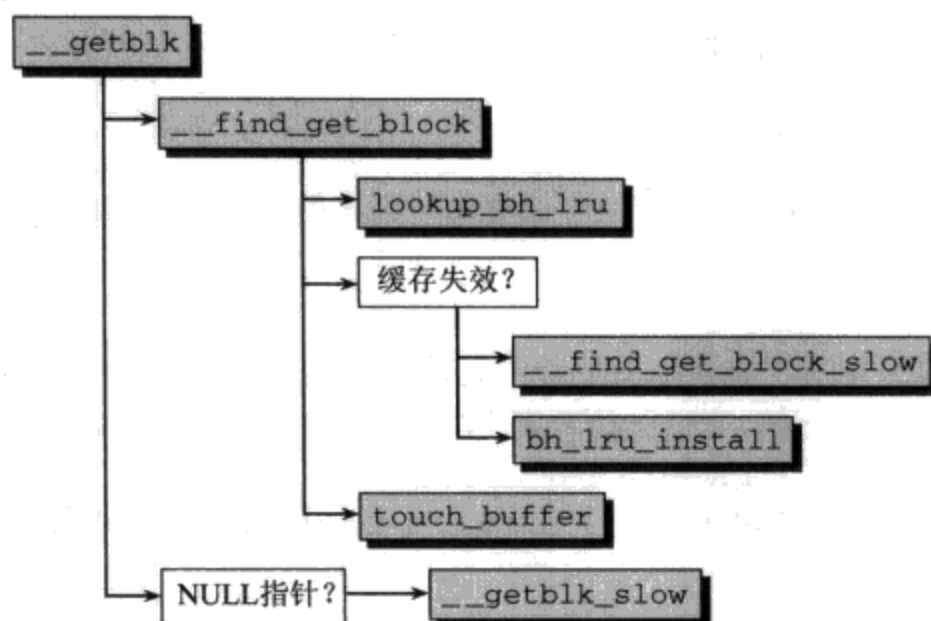 __getblk
__find_get_block
lookup_bh_lru
缓存失效?
__find_get_block_slow
bh_lru_install
touch_buffer
NULL指针?
__getblk_slow